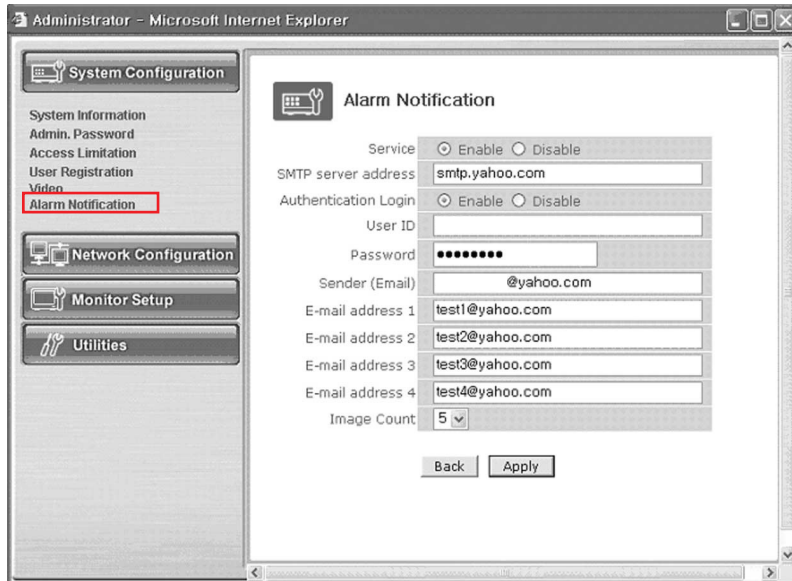 Administrator - Microsoft Internet Explorer
System Configuration
System Information
Admin. Password
Access Limitation
User Registration
Video
Alarm Notification
Network Configuration
Monitor Setup
Utilities
Alarm Notification
Service Enable Disable
SMTP server address smtp.yahoo.com
Authentication Login Enable Disable
User ID
Password ••••••••
Sender (Email) @yahoo.com
E-mail address 1 test1@yahoo.com
E-mail address 2 test2@yahoo.com
E-mail address 3 test3@yahoo.com
E-mail address 4 test4@yahoo.com
Image Count 5
Back Apply